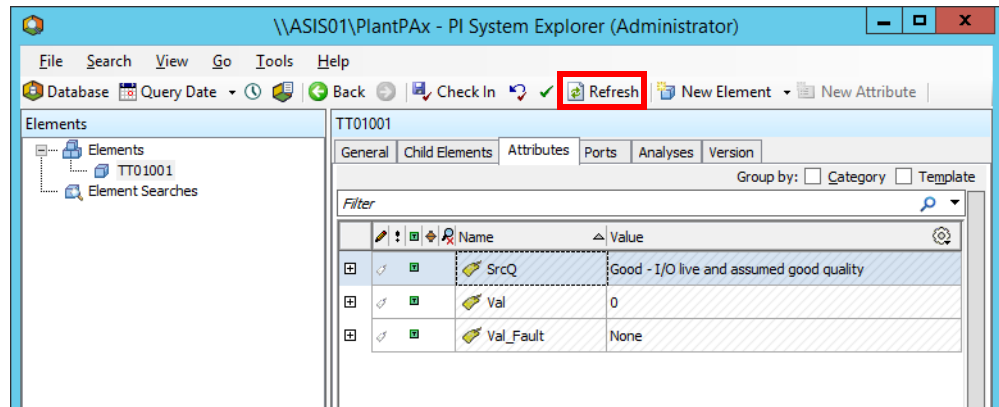 \\ASIS01\PlantPAx - PI System Explorer (Administrator)
File Search View Go Tools Help
Database Query Date Back Check In Refresh New Element New Attribute
Elements
TT01001
Elements
TT01001
Element Searches
General Child Elements Attributes Ports Analyses Version
Group by: Category Template
Filter
Name Value
SrcQ Good - I/O live and assumed good quality
Val 0
Val_Fault None